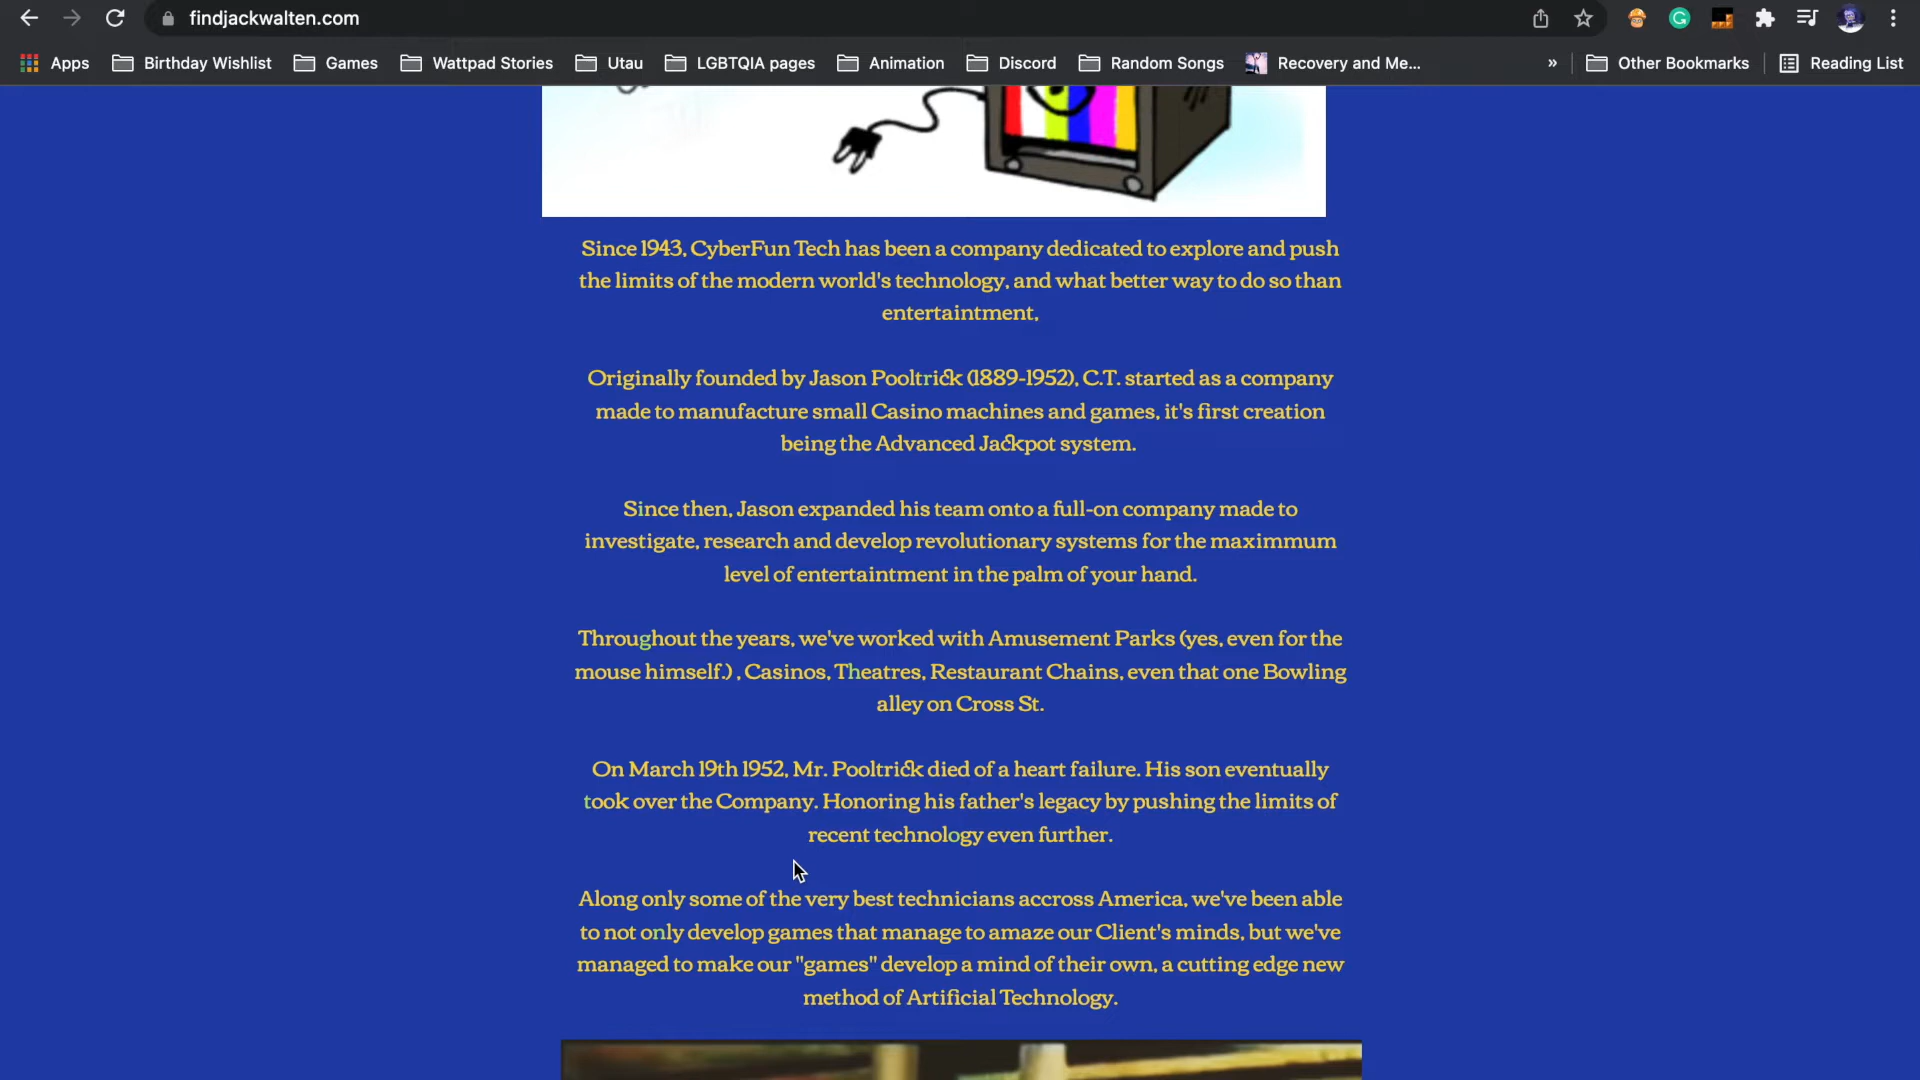 findjackwalten.com
Apps
Birthday Wishlist
Games
Wattpad Stories
Utau
LGBTQIA pages
Animation
Discord
Random Songs
Recovery and Me...
»
Other Bookmarks
Reading List
Since 1943, CyberFun Tech has been a company dedicated to explore and push
the limits of the modern world's technology, and what better way to do so than
entertaintment,
Originally founded by Jason Pooltrick (1889-1952), C.T. started as a company
made to manufacture small Casino machines and games, it's first creation
being the Advanced Jackpot system.
Since then, Jason expanded his team onto a full-on company made to
investigate, research and develop revolutionary systems for the maximmum
level of entertaintment in the palm of your hand.
Throughout the years, we've worked with Amusement Parks (yes, even for the
mouse himself.) , Casinos, Theatres, Restaurant Chains, even that one Bowling
alley on Cross St.
On March 19th 1952, Mr. Pooltrick died of a heart failure. His son eventually
took over the Company. Honoring his father's legacy by pushing the limits of
recent technology even further.
Along only some of the very best technicians accross America, we've been able
to not only develop games that manage to amaze our Client's minds, but we've
managed to make our "games" develop a mind of their own, a cutting edge new
method of Artificial Technology.